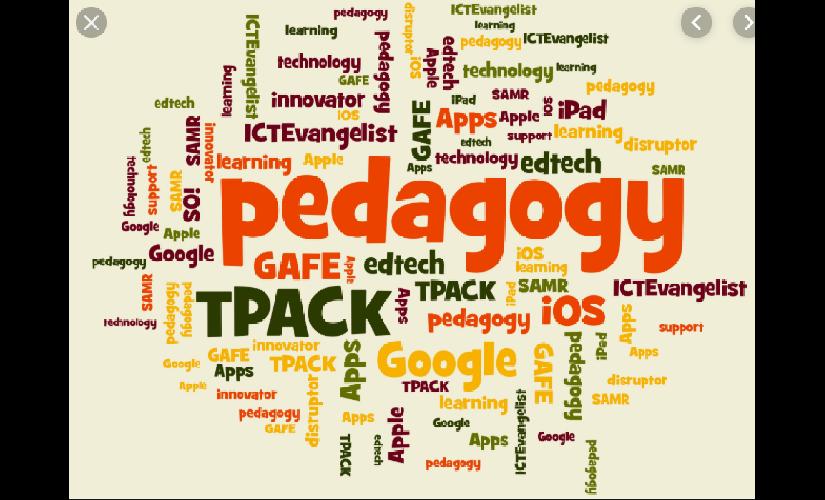 pedagogy
disruptor
ICTEvangelist
ICTEvangelist
learning
learning
pedagogy
edtech
pedagogy
ICTEvangelist
technology
iOS
Apple
learning
GAFE
technology
learning
pedagogy
innovator
iPad
SAMR
edtech
iOS
GAFE
Apps
Apple
SO!
iPad
SAMR
innovator
ICTEvangelist
edtech
support
learning
disruptor
edtech
technology
support
SAMR
learning
Apple
Apps
technology
edtech
SAMR
SO!
pedagogy
Google
Apple
pedagogy
Google
GAFE
Apple
edtech
iOS
learning
SAMR
pedagogy
pedagogy
TPACK
Apps
TPACK
iPad
SAMR
ICTEvangelist
technology
pedagogy
iOS
Apps
support
innovator
GAFE
TPACK
Apps
Google
GAFE
pedagogy
iPad
Apps
Google
Apps
Apple
innovator
disruptor
TPACK
learning
disruptor
SAMR
pedagogy
GAFE
Apps
Apple
Google
ICTEvangelist
TPACK
edtech
Apps
Google
pedagogy
pedagogy